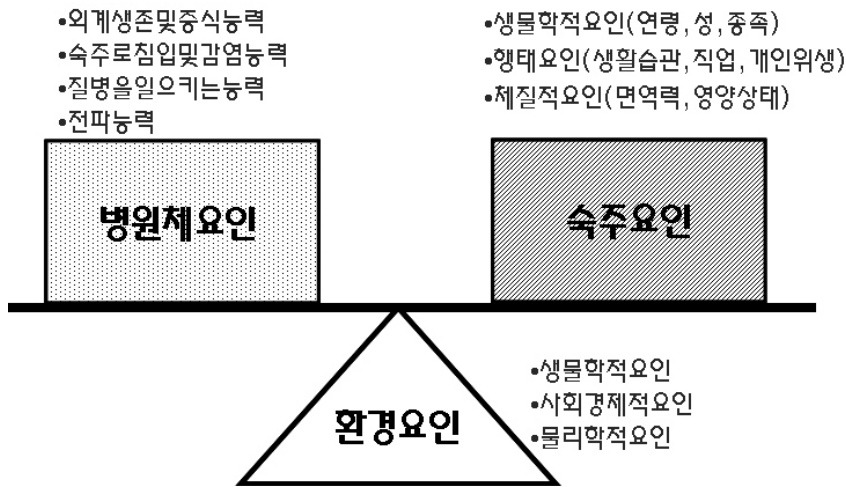 •외계생존및증식능력
•숙주로침입및감염능력
•질병을일으키는능력
•전파능력
•생물학적요인(연령,성,종족)
•행태요인(생활습관,직업,개인위생)
•체질적요인(면역력,영양상태)
병원체요인
숙주요인
환경요인
•생물학적요인
•사회경제적요인
•물리학적요인